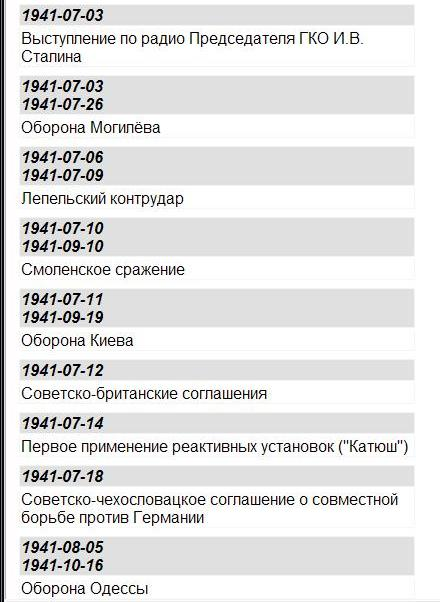 1941-07-03
Выступление по радио Председателя ГКО И.В.
Сталина
1941-07-03
1941-07-26
Оборона Могилёва
1941-07-06
1941-07-09
Лепельский контрудар
1941-07-10
1941-09-10
Смоленское сражение
1941-07-11
1941-09-19
Оборона Киева
1941-07-12
Советско-британские соглашения
1941-07-14
Первое применение реактивных установок ("Катюш")
1941-07-18
Советско-чехословацкое соглашение о совместной
борьбе против Германии
1941-08-05
1941-10-16
Оборона Одессы